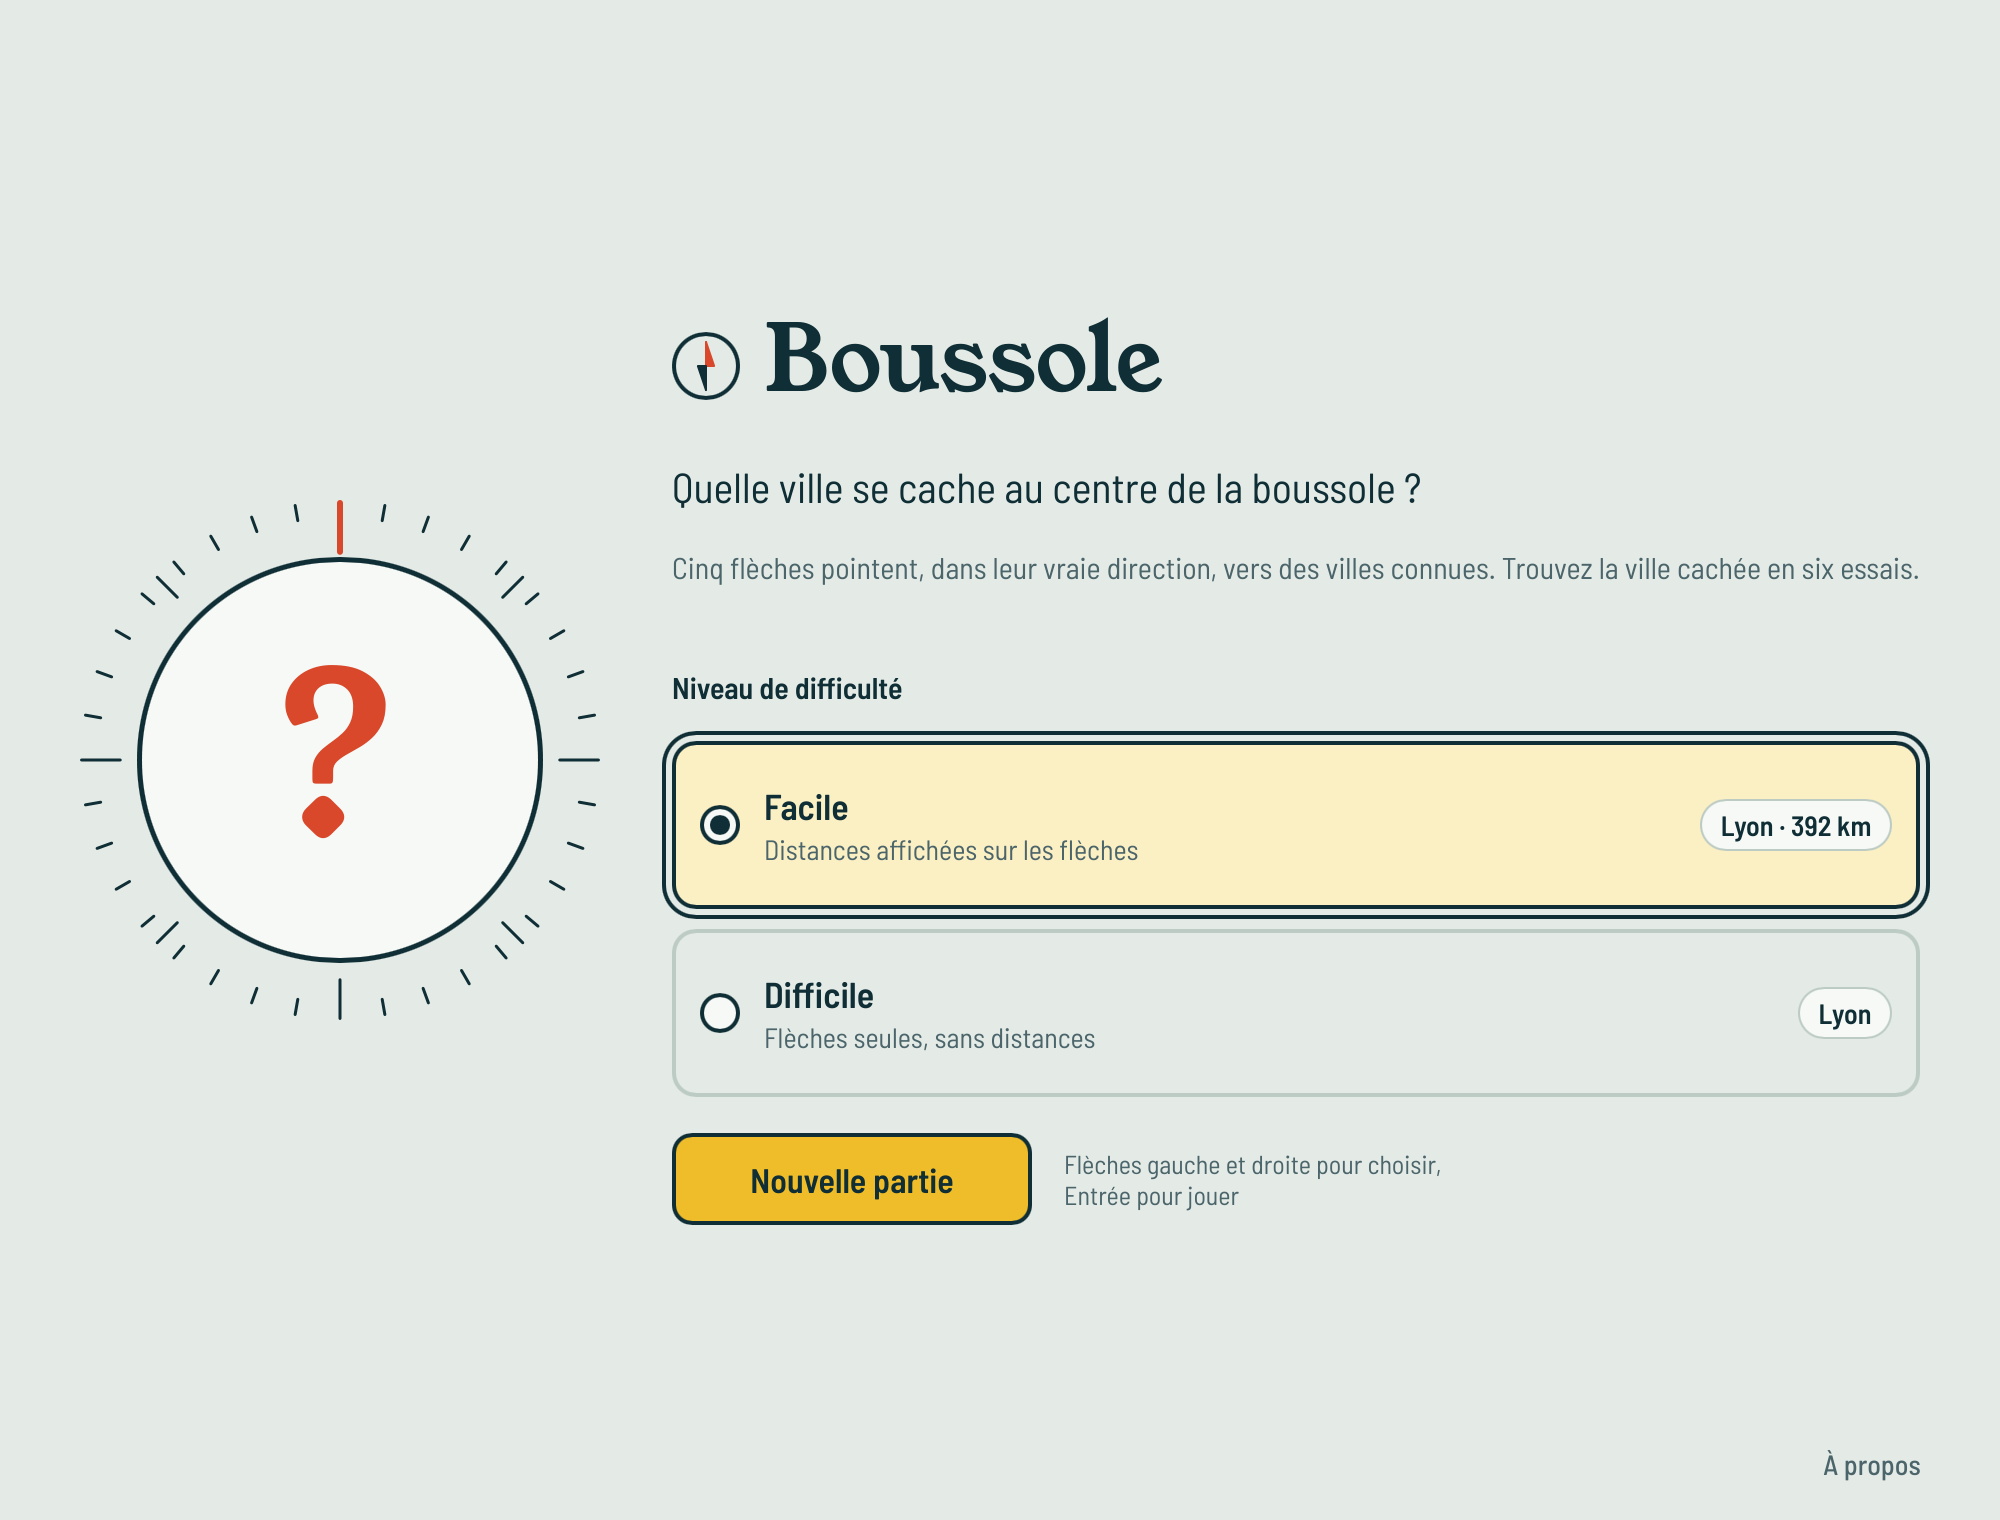 Boussole
Quelle ville se cache au centre de la boussole ?
Cinq flèches pointent, dans leur vraie direction, vers des villes connues. Trouvez la ville cachée en six essais.
?
Niveau de difficulté
Facile
Distances affichées sur les flèches
Lyon · 392 km
Difficile
Flèches seules, sans distances
Lyon
Nouvelle partie
Flèches gauche et droite pour choisir,
Entrée pour jouer
À propos